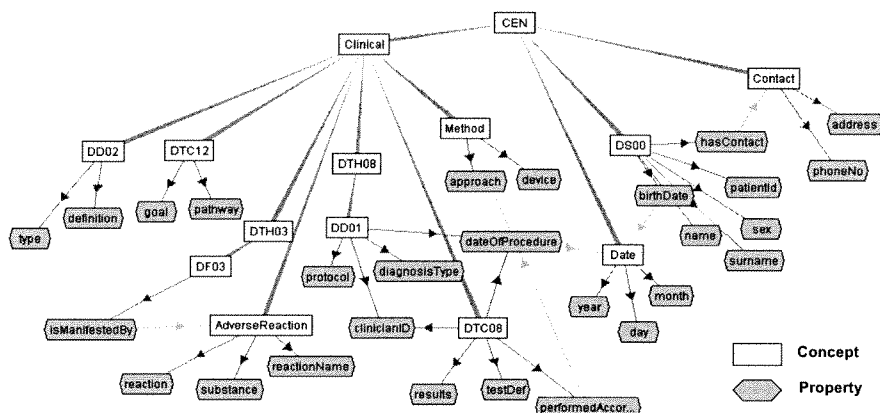 CEN
Clinical
Contact
DD02
DTC12
Method
DS00
hasContact
address
DTH08
approach
device
birthDate
patientId
phoneNo
type
definition
goal
pathway
DTH03
DD01
dateOfProcedure
name
sex
surname
DF03
protocol
diagnosisType
Date
year
month
day
isManifestedBy
AdverseReaction
clinicianID
DTC08
Concept
reaction
substance
reactionName
results
testDef
performedAccor...
Property